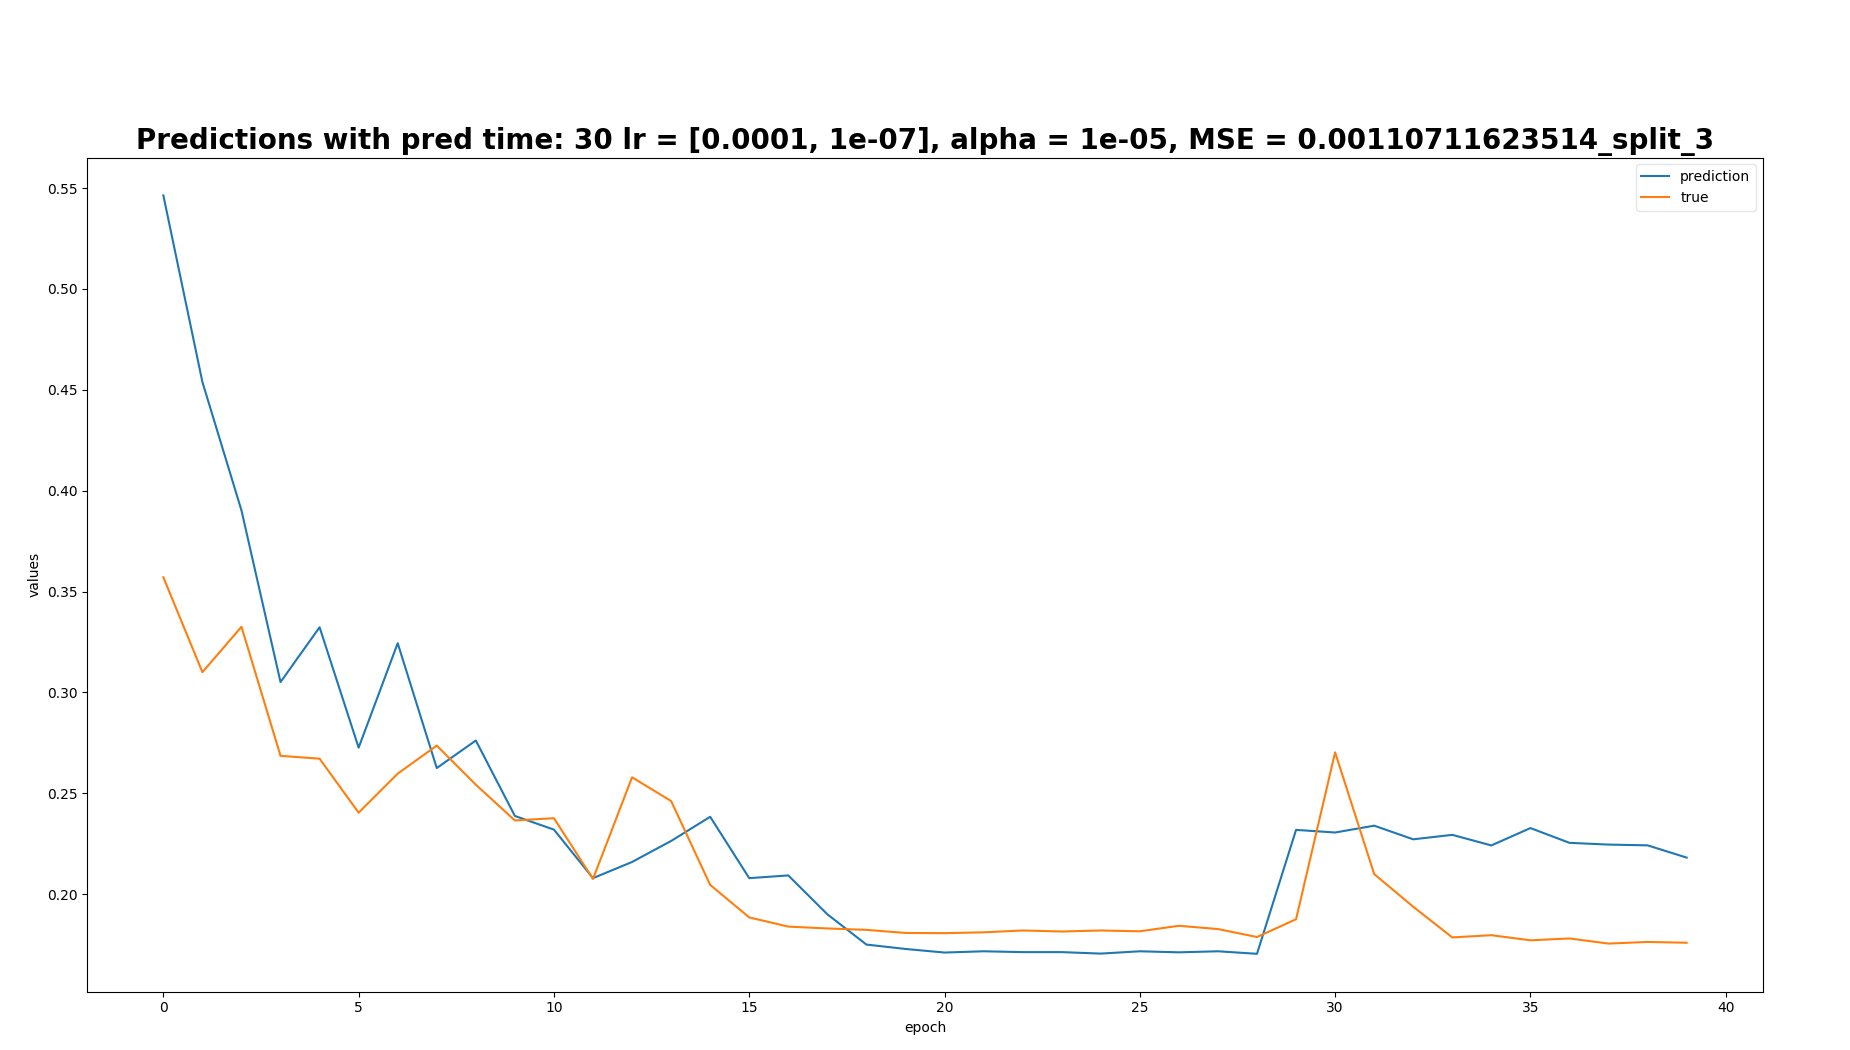 Predictions with pred time: 30 lr = [0.0001, 1e-07], alpha = 1e-05, MSE = 0.00110711623514_split_3
prediction
true
0.55
0.50
0.45
0.40
0.35
0.30
0.25
0.20
values
0 5 10 15 20 25 30 35 40
epoch